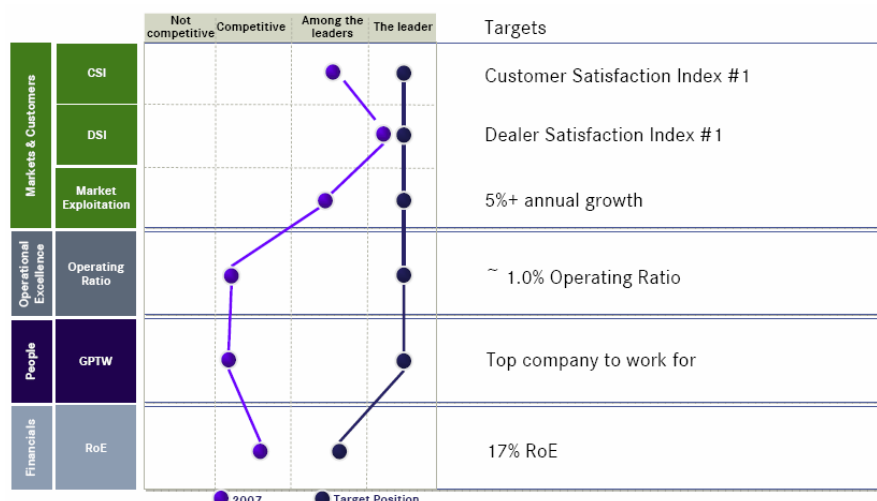 Not competitive
Competitive
Among the leaders
The leader
Targets
Markets & Customers
CSI
Customer Satisfaction Index #1
DSI
Dealer Satisfaction Index #1
Market Exploitation
5%+ annual growth
Operational Excellence
Operating Ratio
~ 1.0% Operating Ratio
People
GPTW
Top company to work for
Financials
RoE
17% RoE
2007
Target Position